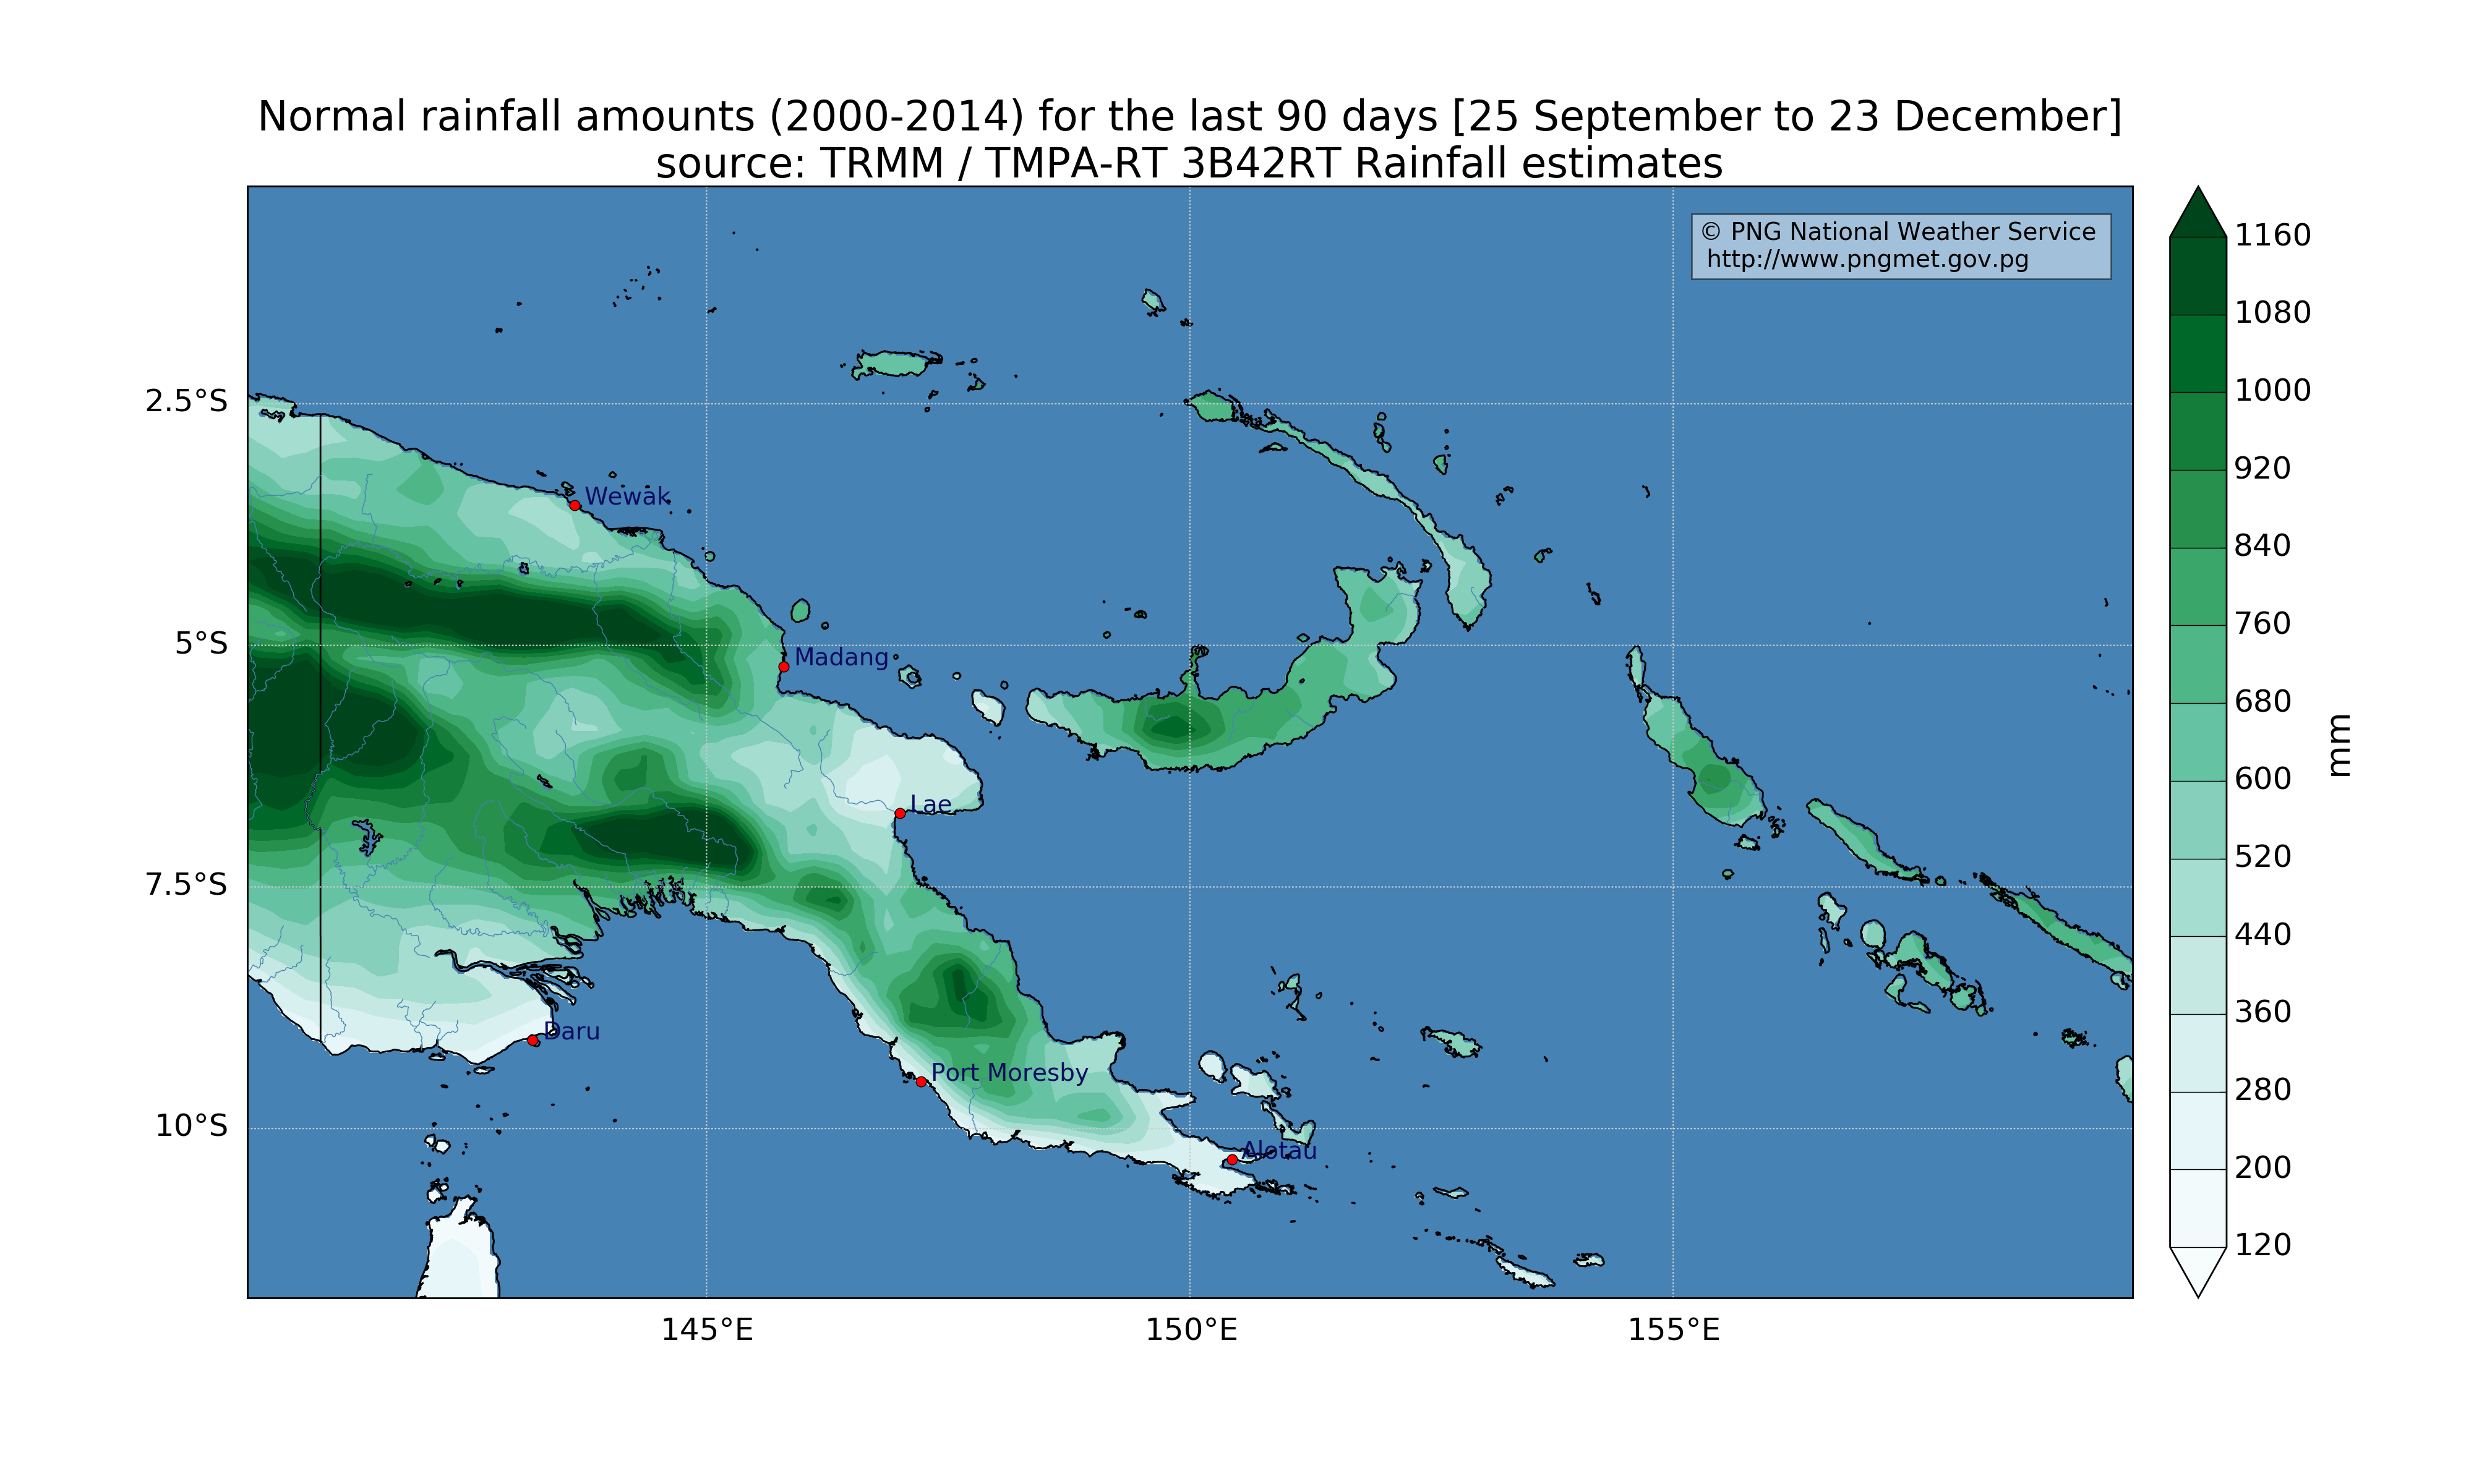 Normal rainfall amounts (2000-2014) for the last 90 days [25 September to 23 December]
source: TRMM / TMPA-RT 3B42RT Rainfall estimates
© PNG National Weather Service
http://www.pngmet.gov.pg
2.5°S
5°S
7.5°S
10°S
145°E
150°E
155°E
Wewak
Madang
Lae
Daru
Port Moresby
Alotau
1160
1080
1000
920
840
760
680
600
520
440
360
280
200
120
mm